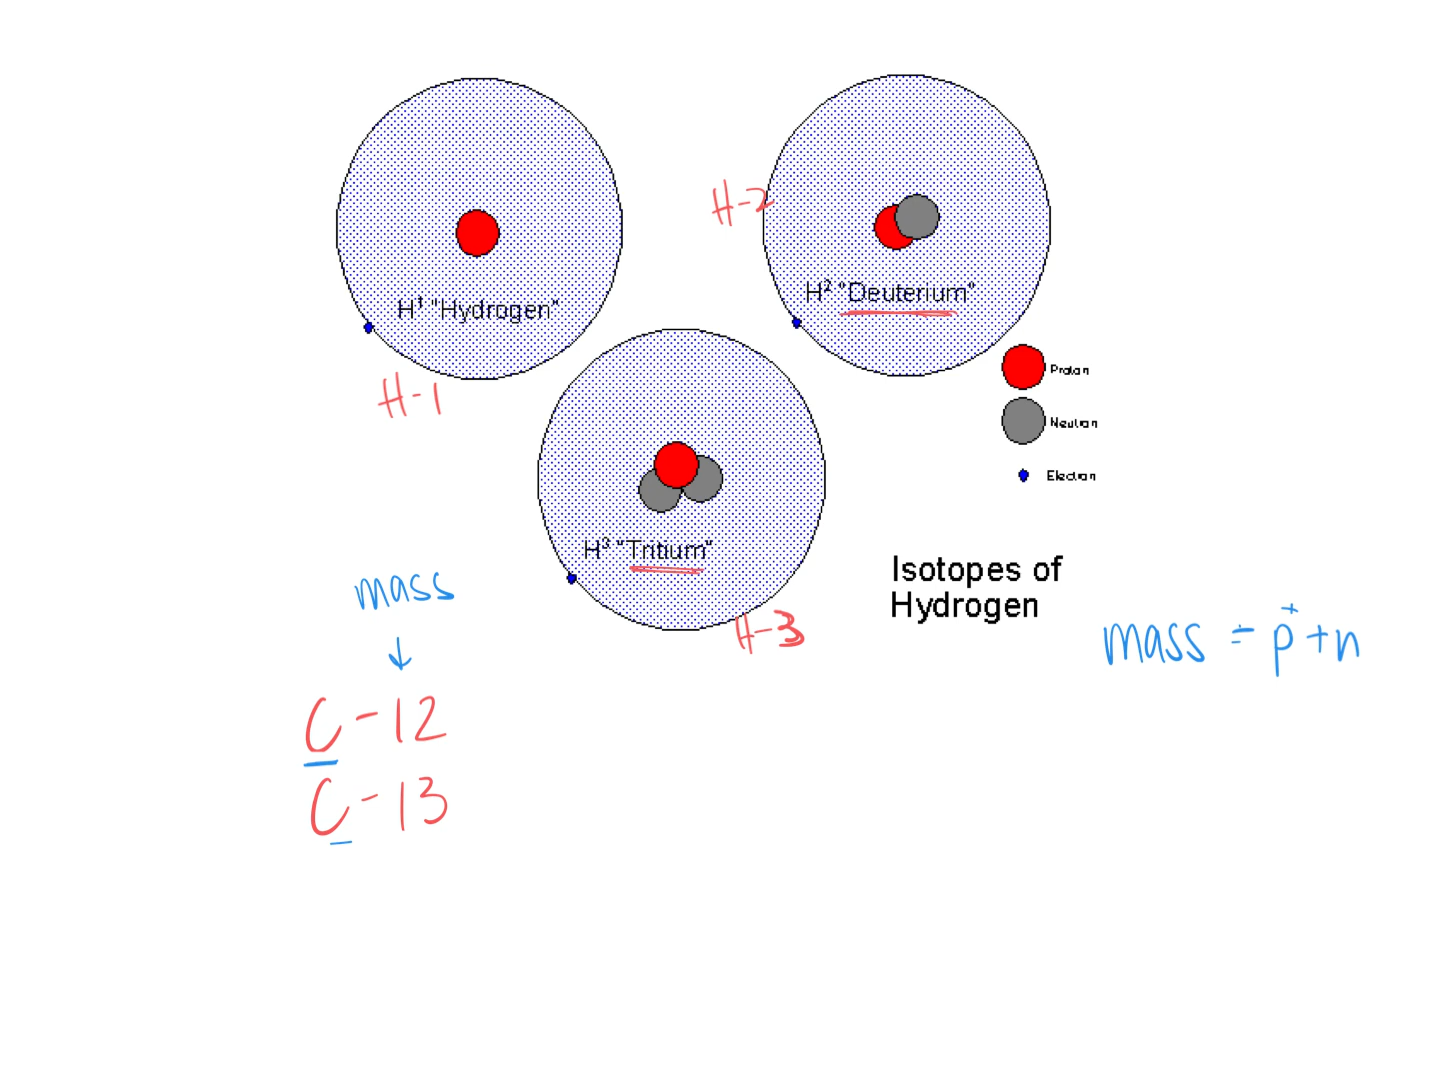 H-2
H² "Deuterium"
H¹ "Hydrogen"
Proton
H-1
Neutron
Electron
H³ "Tritium"
Isotopes of
Hydrogen
mass
H-3
mass = p⁺+n
↓
C-12
C-13